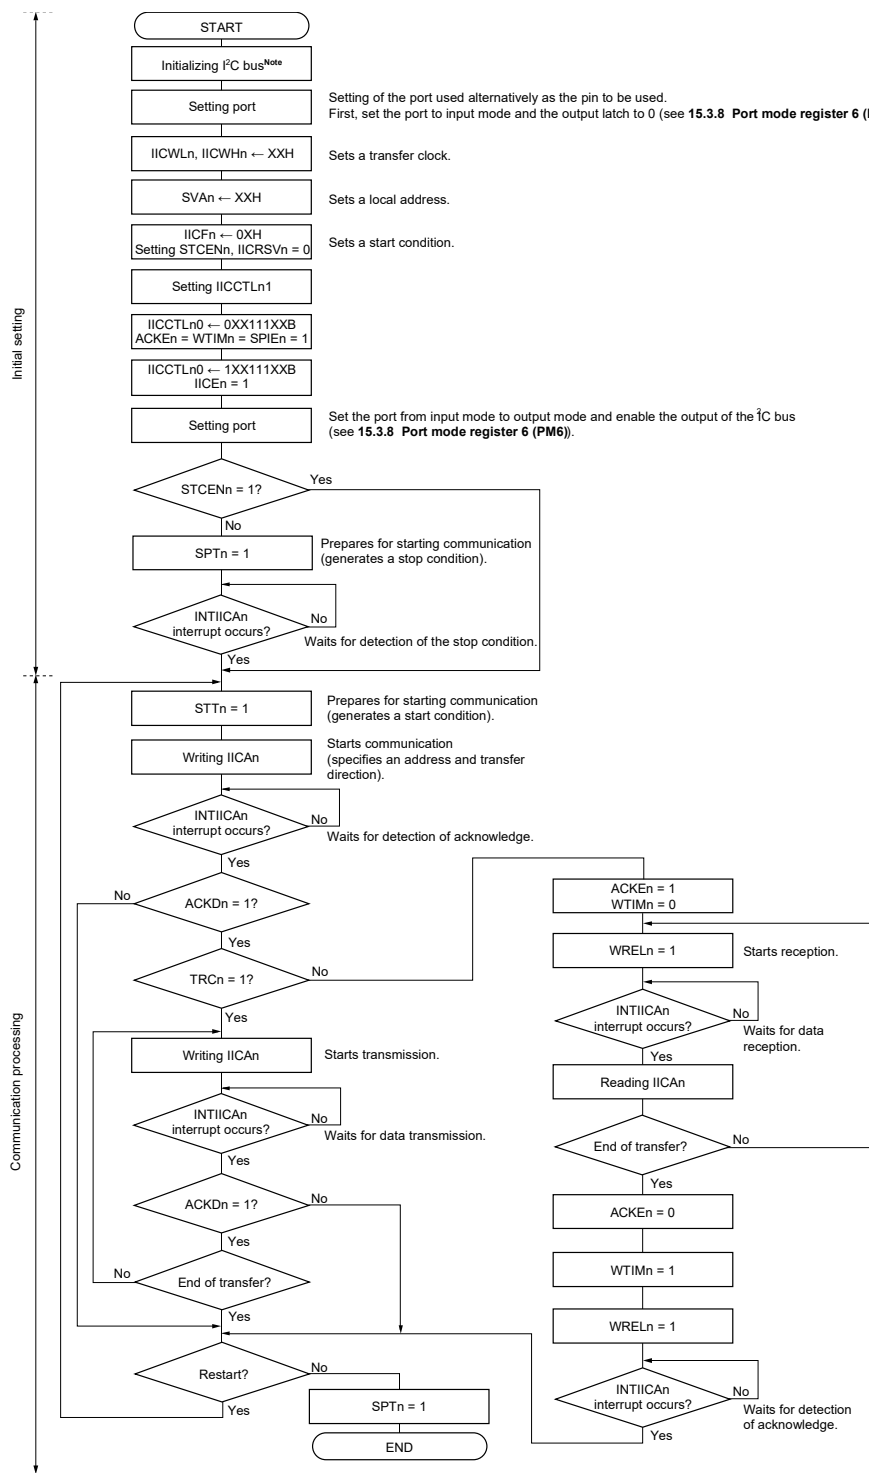 START
Initializing I²C bus^Note
Setting port
Setting of the port used alternatively as the pin to be used.
First, set the port to input mode and the output latch to 0 (see 15.3.8 Port mode register 6 (
IICWLn, IICWHn ← XXH
Sets a transfer clock.
SVAn ← XXH
Sets a local address.
IICFn ← 0XH
Setting STCENn, IICRSVn = 0
Sets a start condition.
Setting IICCTLn1
IICCTLn0 ← 0XX111XXB
ACKEn = WTIMn = SPIEn = 1
IICCTLn0 ← 1XX111XXB
IICEn = 1
Setting port
Set the port from input mode to output mode and enable the output of the I²C bus
(see 15.3.8 Port mode register 6 (PM6)).
Initial setting
STCENn = 1?
Yes
No
SPTn = 1
Prepares for starting communication
(generates a stop condition).
INTIICAn
interrupt occurs?
No
Waits for detection of the stop condition.
Yes
STTn = 1
Prepares for starting communication
(generates a start condition).
Writing IICAn
Starts communication
(specifies an address and transfer
direction).
INTIICAn
interrupt occurs?
No
Waits for detection of acknowledge.
Yes
ACKDn = 1?
No
Yes
TRCn = 1?
No
Yes
Communication processing
Writing IICAn
Starts transmission.
INTIICAn
interrupt occurs?
No
Waits for data transmission.
Yes
ACKDn = 1?
No
Yes
End of transfer?
No
Yes
Restart?
No
Yes
SPTn = 1
END
ACKEn = 1
WTIMn = 0
WRELn = 1
Starts reception.
INTIICAn
interrupt occurs?
No
Waits for data
reception.
Yes
Reading IICAn
End of transfer?
No
Yes
ACKEn = 0
WTIMn = 1
WRELn = 1
INTIICAn
interrupt occurs?
No
Waits for detection
of acknowledge.
Yes